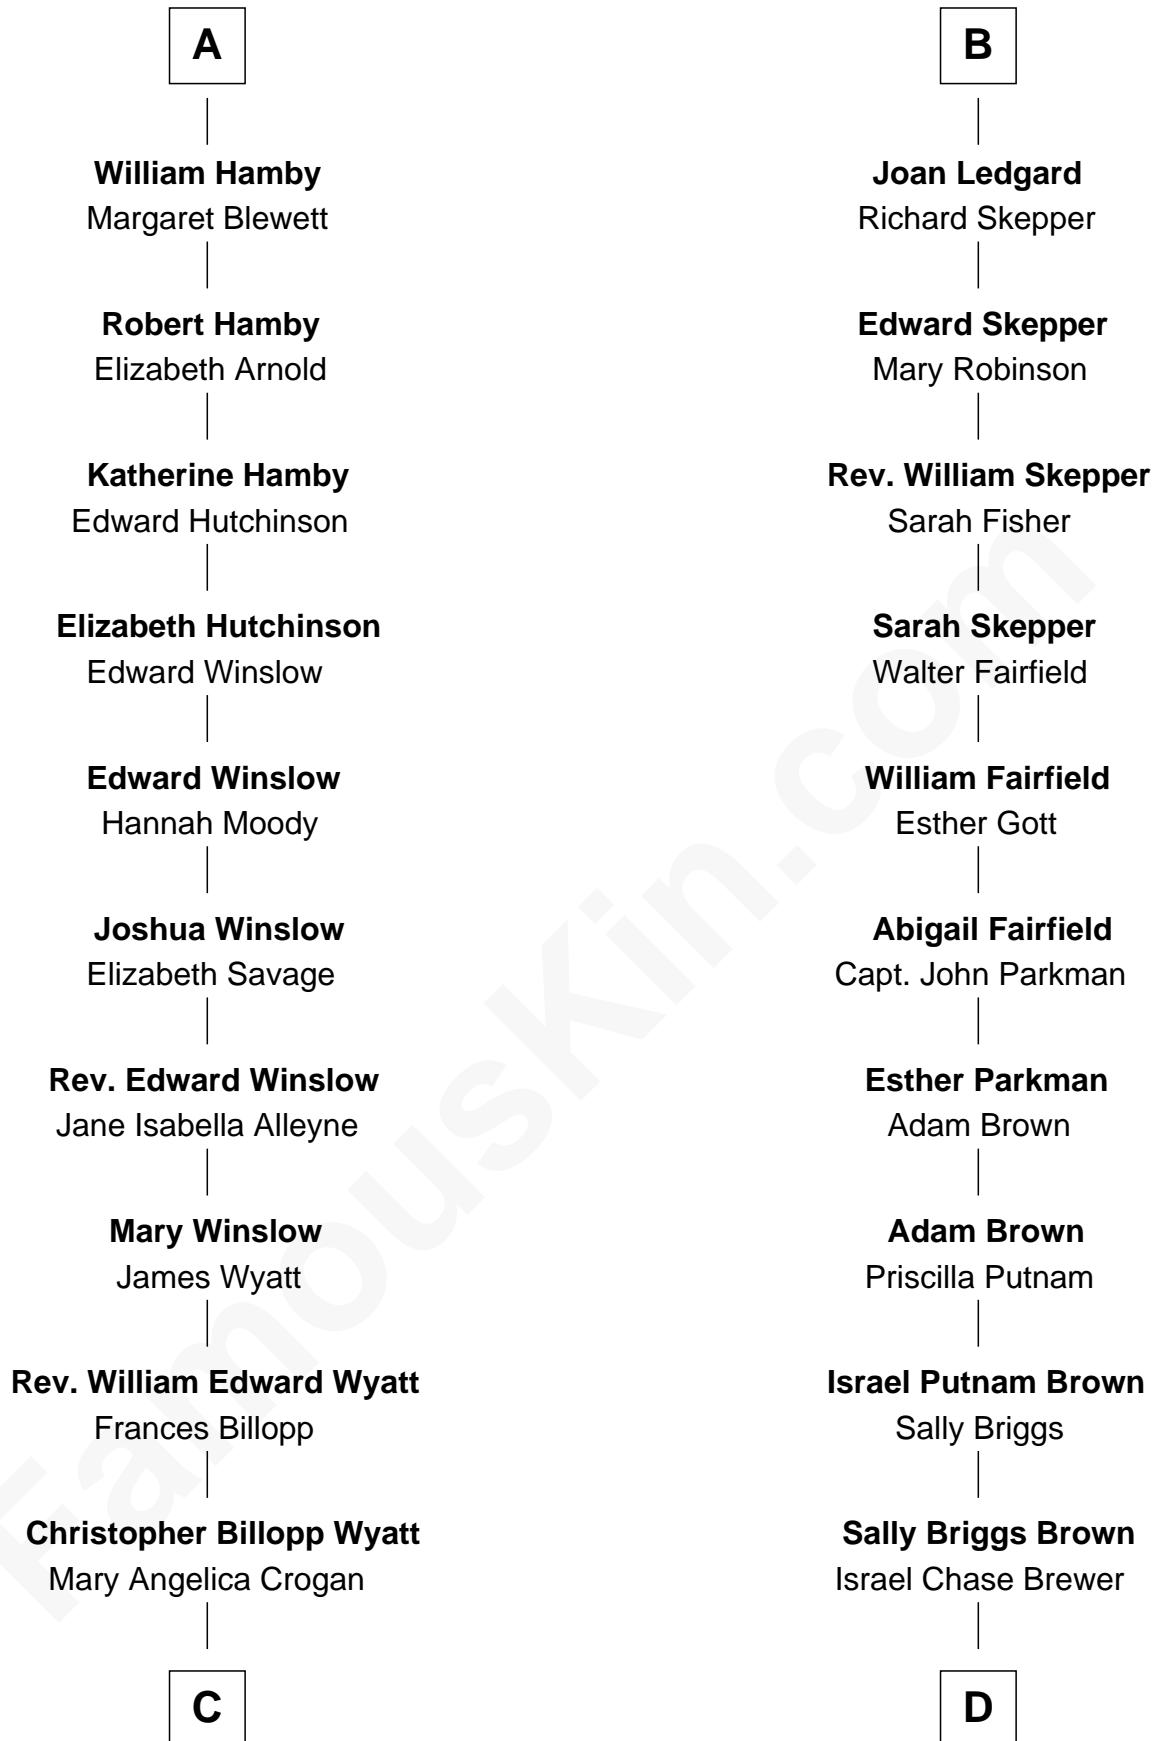 A
William Hamby
Margaret Blewett
Robert Hamby
Elizabeth Arnold
Katherine Hamby
Edward Hutchinson
Elizabeth Hutchinson
Edward Winslow
Edward Winslow
Hannah Moody
Joshua Winslow
Elizabeth Savage
Rev. Edward Winslow
Jane Isabella Alleyne
Mary Winslow
James Wyatt
Rev. William Edward Wyatt
Frances Billopp
Christopher Billopp Wyatt
Mary Angelica Crogan
C
B
Joan Ledgard
Richard Skepper
Edward Skepper
Mary Robinson
Rev. William Skepper
Sarah Fisher
Sarah Skepper
Walter Fairfield
William Fairfield
Esther Gott
Abigail Fairfield
Capt. John Parkman
Esther Parkman
Adam Brown
Adam Brown
Priscilla Putnam
Israel Putnam Brown
Sally Briggs
Sally Briggs Brown
Israel Chase Brewer
D
FamousKin.com